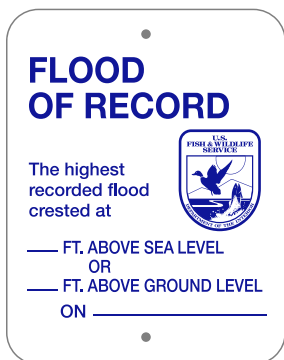 FLOOD
OF RECORD
U.S.
FISH & WILDLIFE
SERVICE
The highest
recorded flood
crested at
DEPARTMENT OF THE INTERIOR
___ FT. ABOVE SEA LEVEL
OR
___ FT. ABOVE GROUND LEVEL
ON ___________________